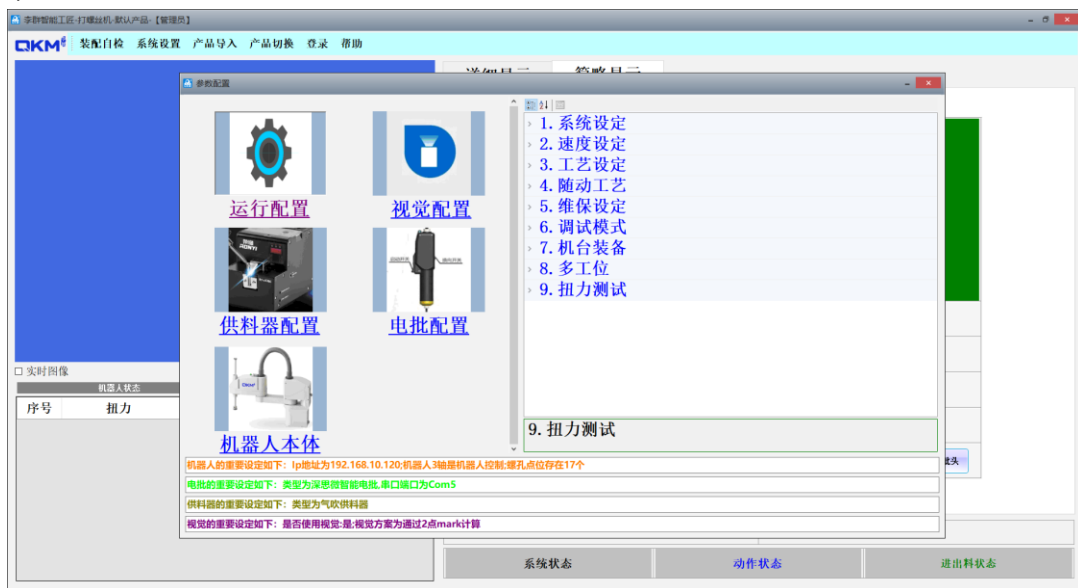 李群智能工匠-打螺丝机-默认产品-【管理员】
QKM 装配自检 系统设置 产品导入 产品切换 登录 帮助
参数配置
运行配置 视觉配置
供料器配置 电批配置
机器人本体
1. 系统设定
2. 速度设定
3. 工艺设定
4. 随动工艺
5. 维保设定
6. 调试模式
7. 机台装备
8. 多工位
9. 扭力测试
9. 扭力测试
机器人的重要设定如下：Ip地址为192.168.10.120;机器人3轴是机器人控制;螺孔点位存在17个
电批的重要设定如下：类型为深思微智能电批,串口端口为Com5
供料器的重要设定如下：类型为气吹供料器
视觉的重要设定如下：是否使用视觉:是;视觉方案为通过2点mark计算
实时图像
机器人状态
序号 扭力
批头
系统状态 动作状态 进出料状态